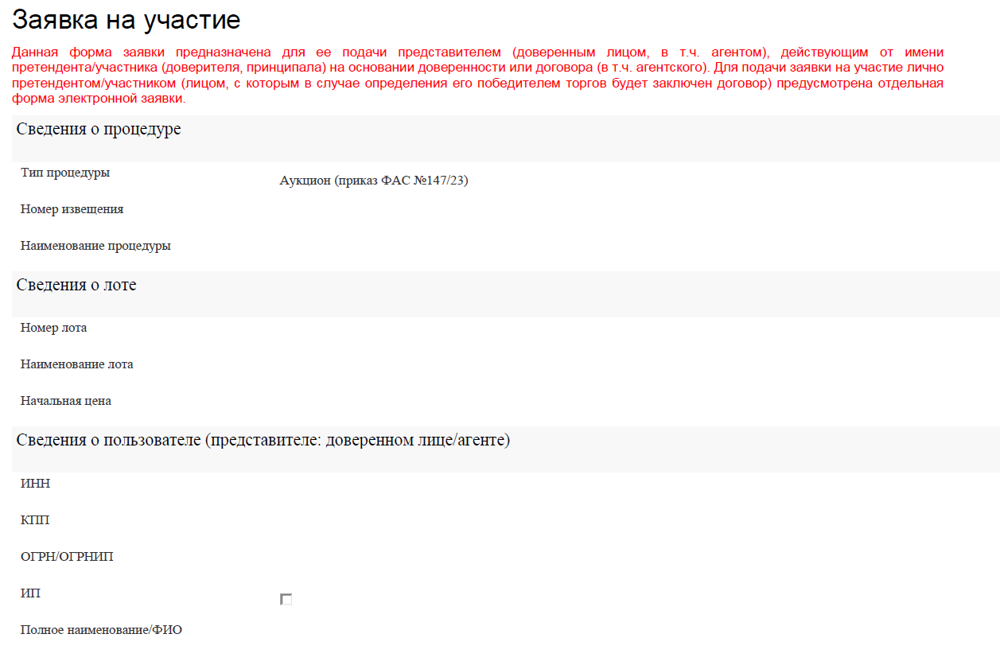 Заявка на участие
Данная форма заявки предназначена для ее подачи представителем (доверенным лицом, в т.ч. агентом), действующим от имени
претендента/участника (доверителя, принципала) на основании доверенности или договора (в т.ч. агентского). Для подачи заявки на участие лично
претендентом/участником (лицом, с которым в случае определения его победителем торгов будет заключен договор) предусмотрена отдельная
форма электронной заявки.
Сведения о процедуре
Тип процедуры
Аукцион (приказ ФАС №147/23)
Номер извещения
Наименование процедуры
Сведения о лоте
Номер лота
Наименование лота
Начальная цена
Сведения о пользователе (представителе: доверенном лице/агенте)
ИНН
КПП
ОГРН/ОГРНИП
ИП
Полное наименование/ФИО